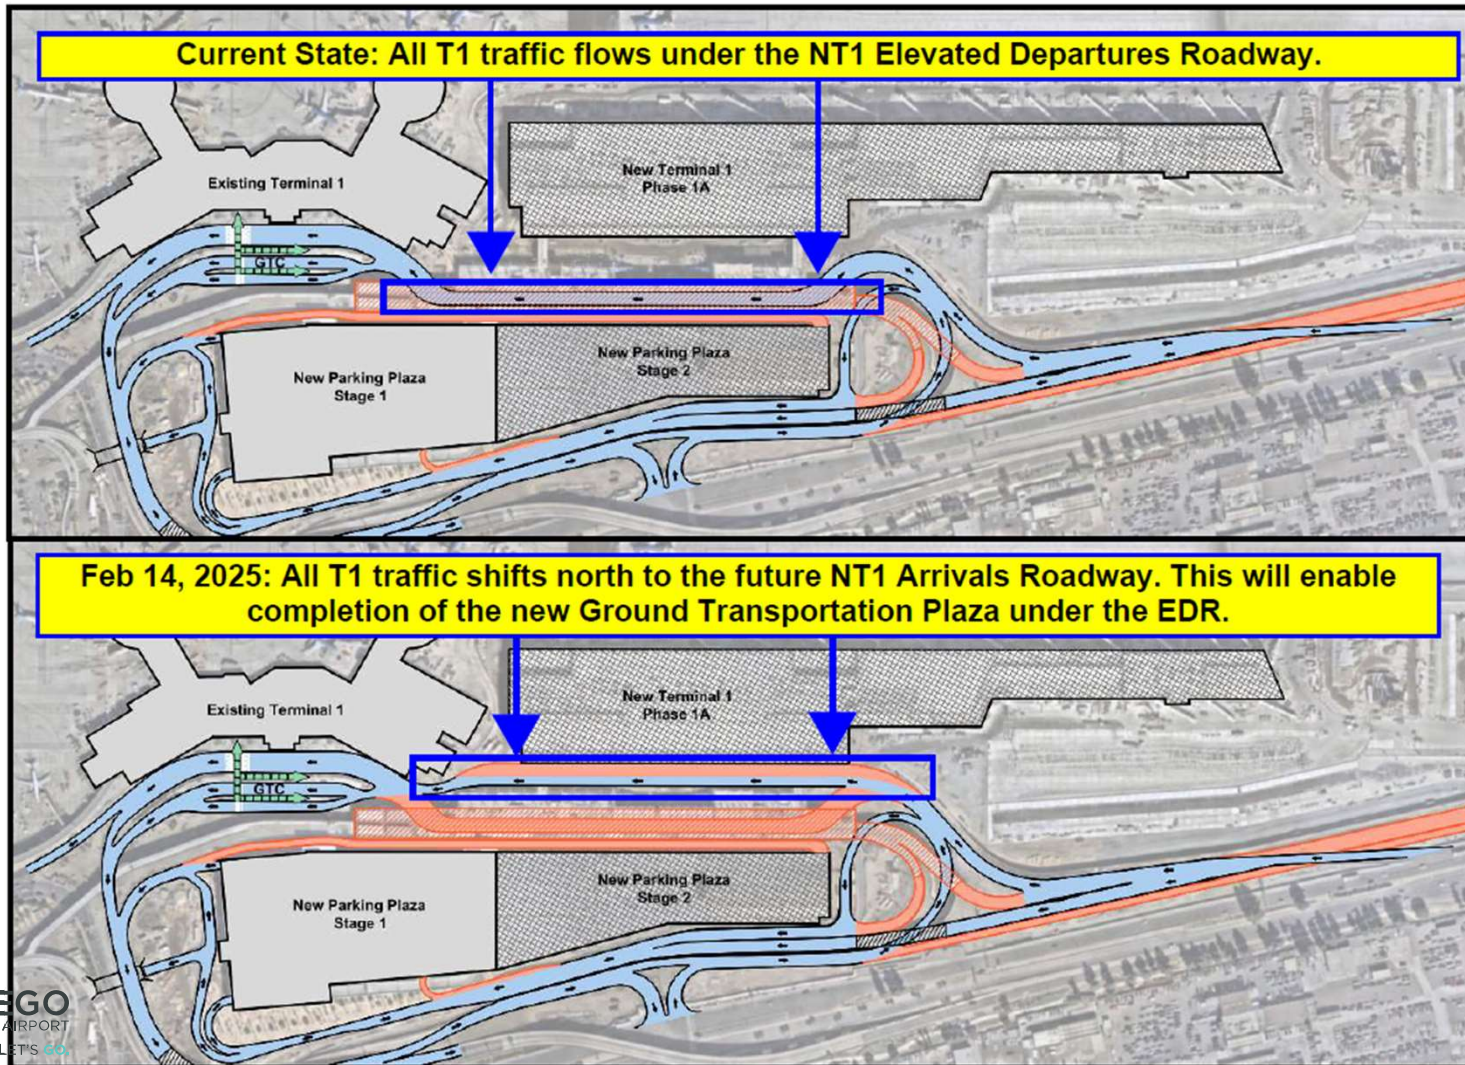 Current State: All T1 traffic flows under the NT1 Elevated Departures Roadway.
Existing Terminal 1
New Terminal 1
Phase 1A
GTC
New Parking Plaza
Stage 2
New Parking Plaza
Stage 1
Feb 14, 2025: All T1 traffic shifts north to the future NT1 Arrivals Roadway. This will enable
completion of the new Ground Transportation Plaza under the EDR.
Existing Terminal 1
New Terminal 1
Phase 1A
GTC
New Parking Plaza
Stage 2
New Parking Plaza
Stage 1
EGO
AIRPORT
LET'S GO.